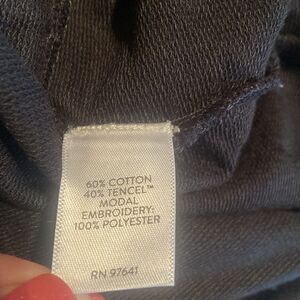 60% COTTON
40% TENCEL™
MODAL
EMBROIDERY:
100% POLYESTER
RN 97641